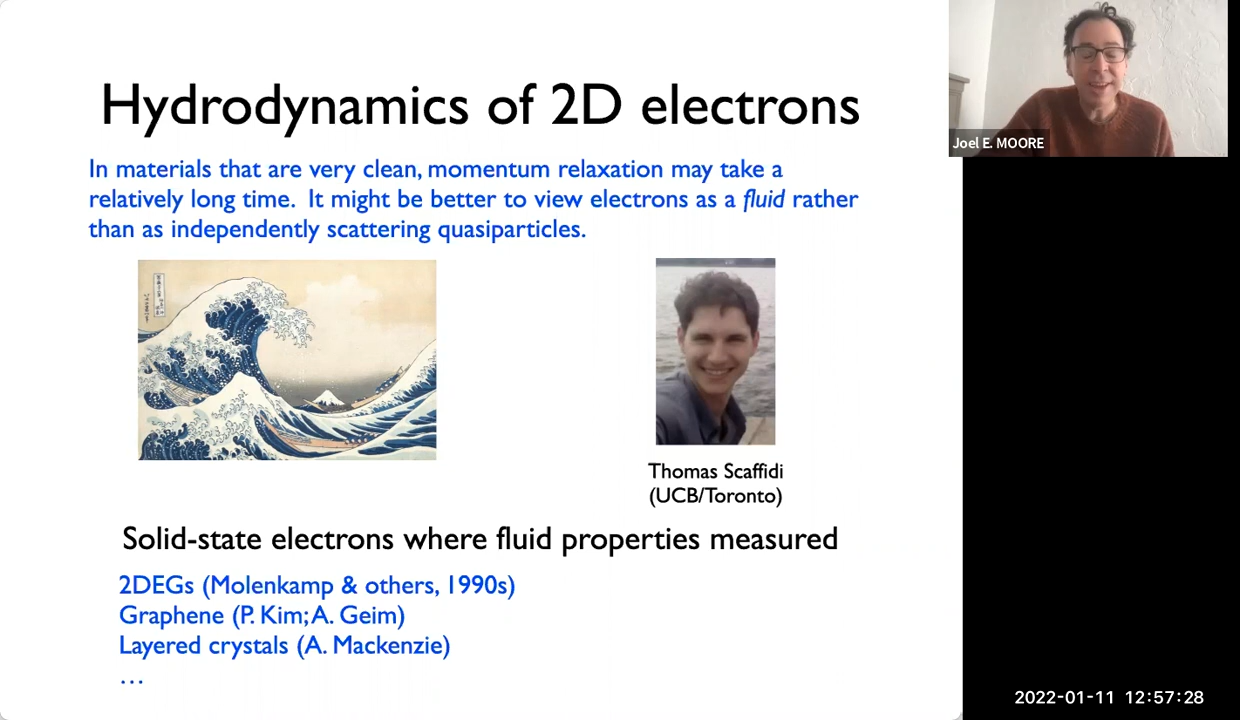 Hydrodynamics of 2D electrons
In materials that are very clean, momentum relaxation may take a
relatively long time. It might be better to view electrons as a fluid rather
than as independently scattering quasiparticles.
Thomas Scaffidi
(UCB/Toronto)
Solid-state electrons where fluid properties measured
2DEGs (Molenkamp & others, 1990s)
Graphene (P. Kim; A. Geim)
Layered crystals (A. Mackenzie)
…
Joel E. MOORE
2022-01-11 12:57:28